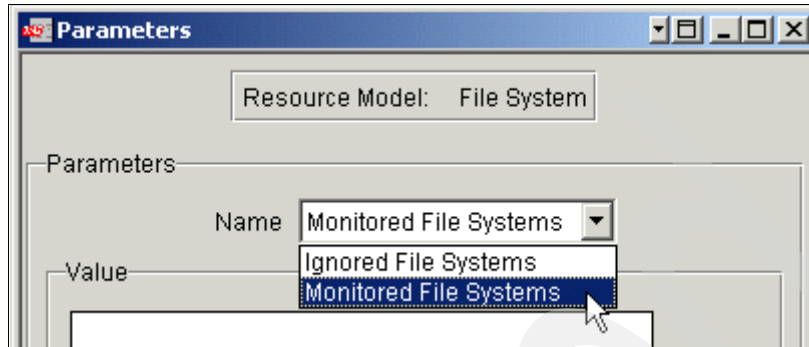 Parameters
Resource Model: File System
Parameters
Name Monitored File Systems
Ignored File Systems
Value
Monitored File Systems